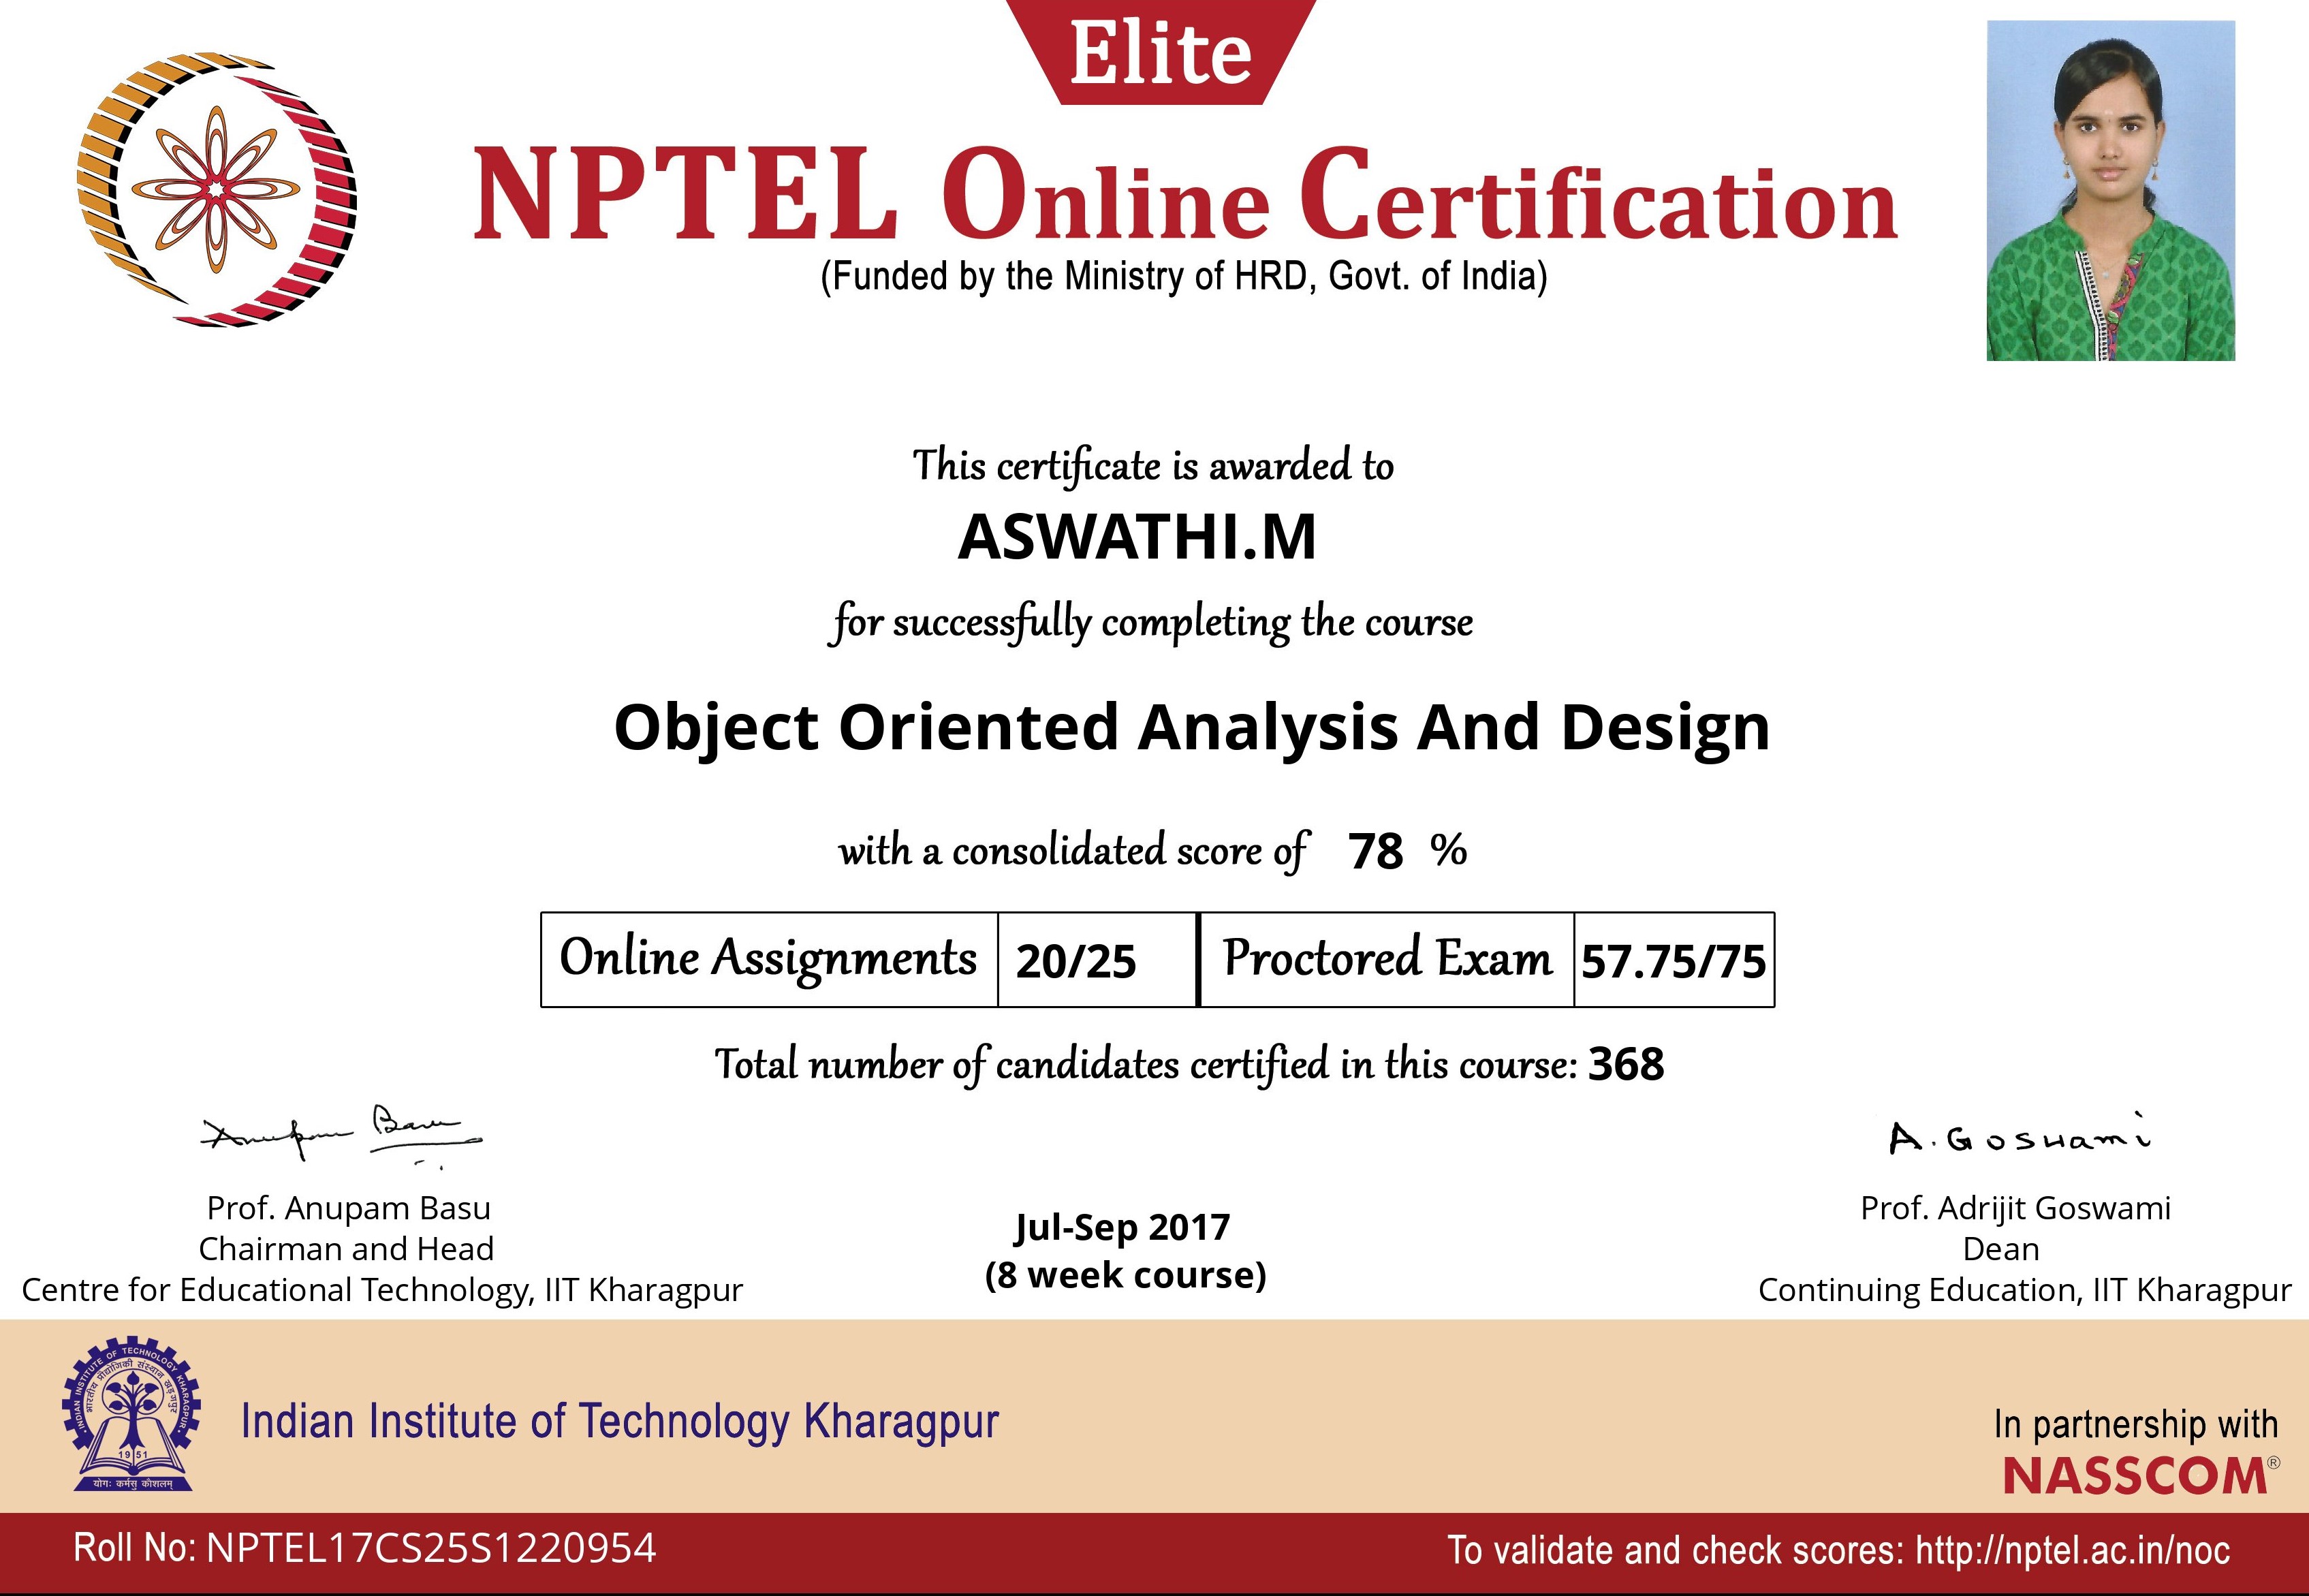 Elite
NPTEL Online Certification
(Funded by the Ministry of HRD, Govt. of India)
This certificate is awarded to
ASWATHI.M
for successfully completing the course
Object Oriented Analysis And Design
with a consolidated score of 78 %
Online Assignments 20/25 Proctored Exam 57.75/75
Total number of candidates certified in this course: 368
Anupam Basu
A. Goswami
Prof. Anupam Basu
Chairman and Head
Centre for Educational Technology, IIT Kharagpur
Jul-Sep 2017
(8 week course)
Prof. Adrijit Goswami
Dean
Continuing Education, IIT Kharagpur
INDIAN INSTITUTE OF TECHNOLOGY KHARAGPUR
भारतीय प्रौद्योगिकी संस्थान खड़गपुर
1951
योगः कर्मसु कौशलम्
Indian Institute of Technology Kharagpur
In partnership with
NASSCOM®
Roll No: NPTEL17CS25S1220954
To validate and check scores: http://nptel.ac.in/noc